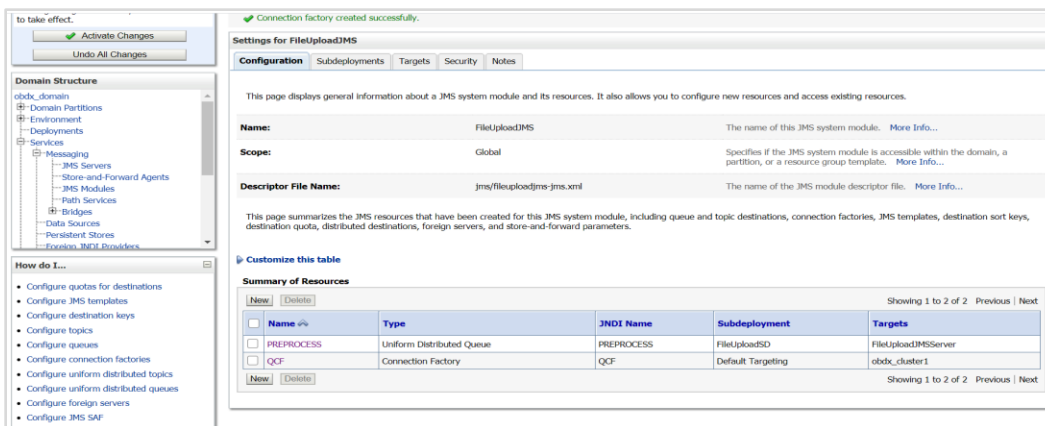 to take effect.
Activate Changes
Undo All Changes
Domain Structure
obdx_domain
Domain Partitions
Environment
Deployments
Services
Messaging
JMS Servers
Store-and-Forward Agents
JMS Modules
Path Services
Bridges
Data Sources
Persistent Stores
Foreign JNDI Providers
How do I...
Configure quotas for destinations
Configure JMS templates
Configure destination keys
Configure topics
Configure queues
Configure connection factories
Configure uniform distributed topics
Configure uniform distributed queues
Configure foreign servers
Configure JMS SAF
Connection factory created successfully.
Settings for FileUploadJMS
Configuration Subdeployments Targets Security Notes
This page displays general information about a JMS system module and its resources. It also allows you to configure new resources and access existing resources.
Name: FileUploadJMS The name of this JMS system module. More Info...
Scope: Global Specifies if the JMS system module is accessible within the domain, a
partition, or a resource group template. More Info...
Descriptor File Name: jms/fileuploadjms-jms.xml The name of the JMS module descriptor file. More Info...
This page summarizes the JMS resources that have been created for this JMS system module, including queue and topic destinations, connection factories, JMS templates, destination sort keys,
destination quota, distributed destinations, foreign servers, and store-and-forward parameters.
Customize this table
Summary of Resources
New Delete Showing 1 to 2 of 2 Previous | Next
Name Type JNDI Name Subdeployment Targets
PREPROCESS Uniform Distributed Queue PREPROCESS FileUploadSD FileUploadJMSServer
QCF Connection Factory QCF Default Targeting obdx_cluster1
New Delete Showing 1 to 2 of 2 Previous | Next